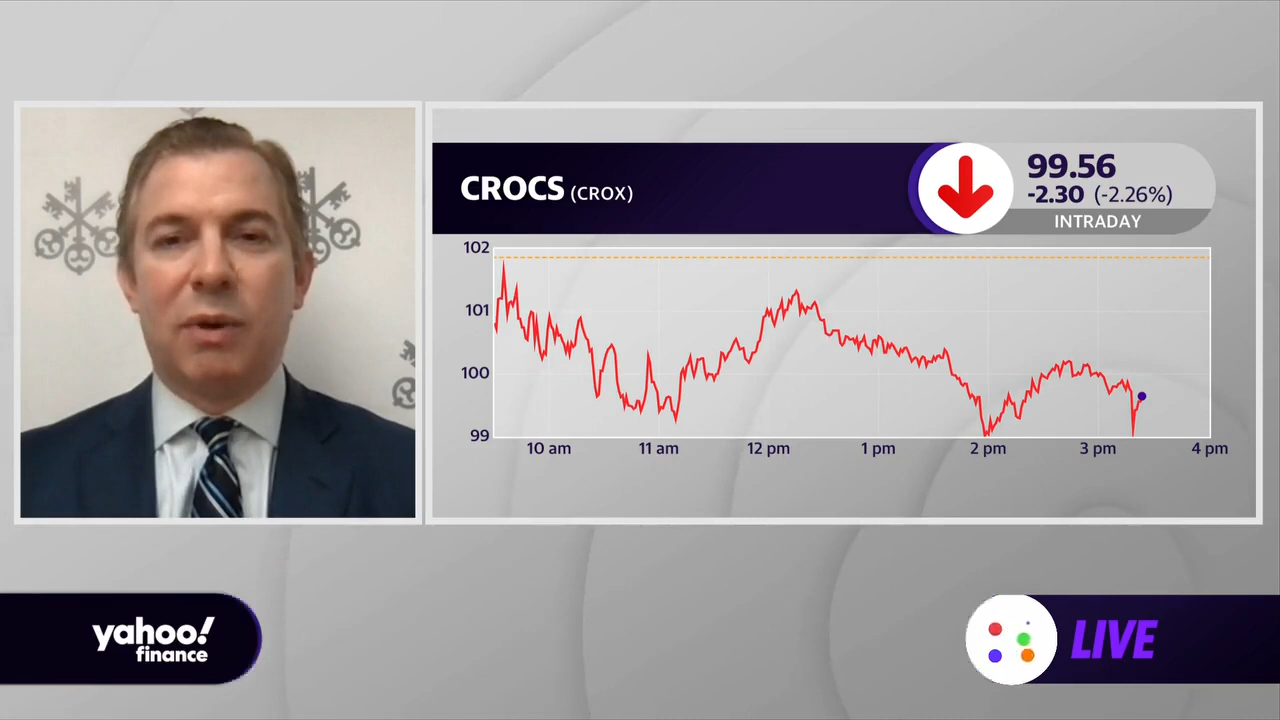 CROCS (CROX)
99.56
-2.30 (-2.26%)
INTRADAY
102
101
100
99
10 am 11 am 12 pm 1 pm 2 pm 3 pm 4 pm
yahoo!
finance
LIVE